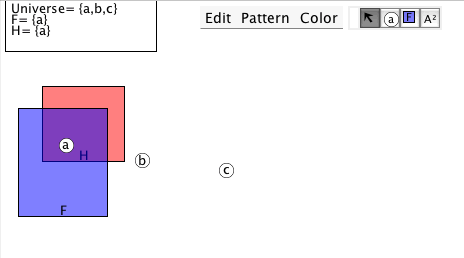 Universe= {a,b,c}
F= {a}
H= {a}
Edit Pattern Color
a
F
A²
a
H
b
c
F